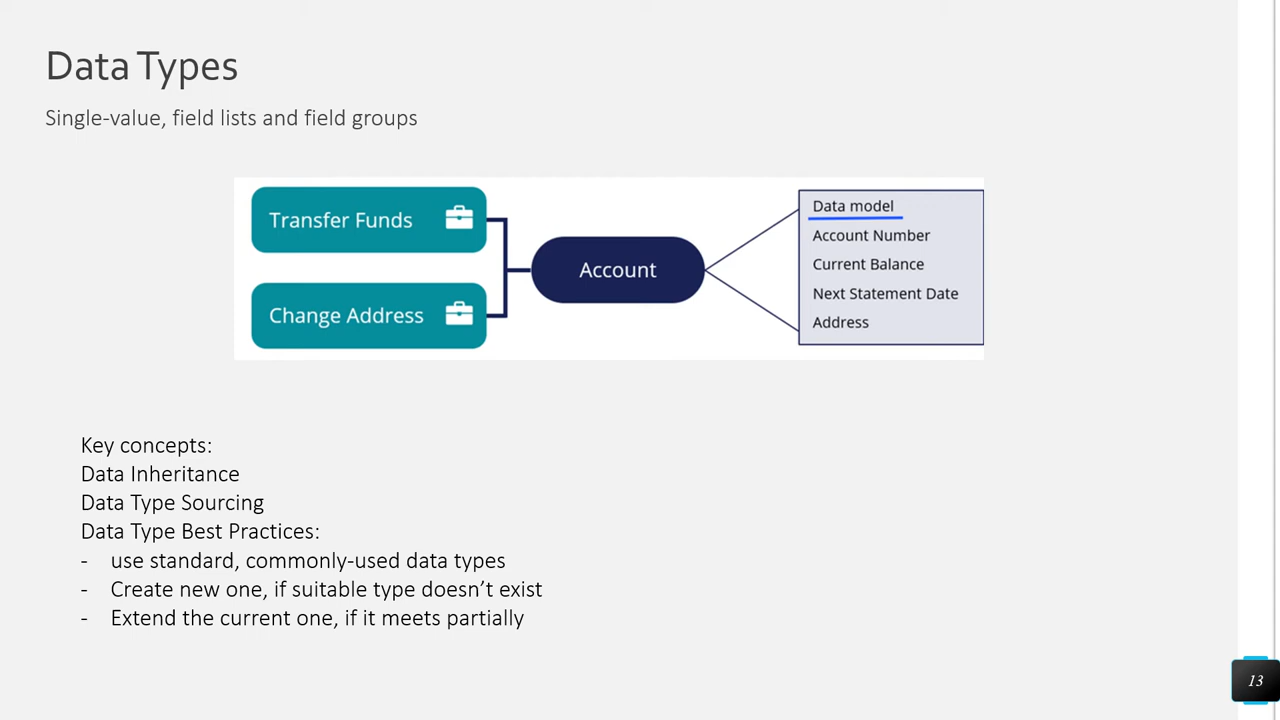 Data Types
Single-value, field lists and field groups
Transfer Funds
Change Address
Account
Data model
Account Number
Current Balance
Next Statement Date
Address
Key concepts:
Data Inheritance
Data Type Sourcing
Data Type Best Practices:
- use standard, commonly-used data types
- Create new one, if suitable type doesn’t exist
- Extend the current one, if it meets partially
13